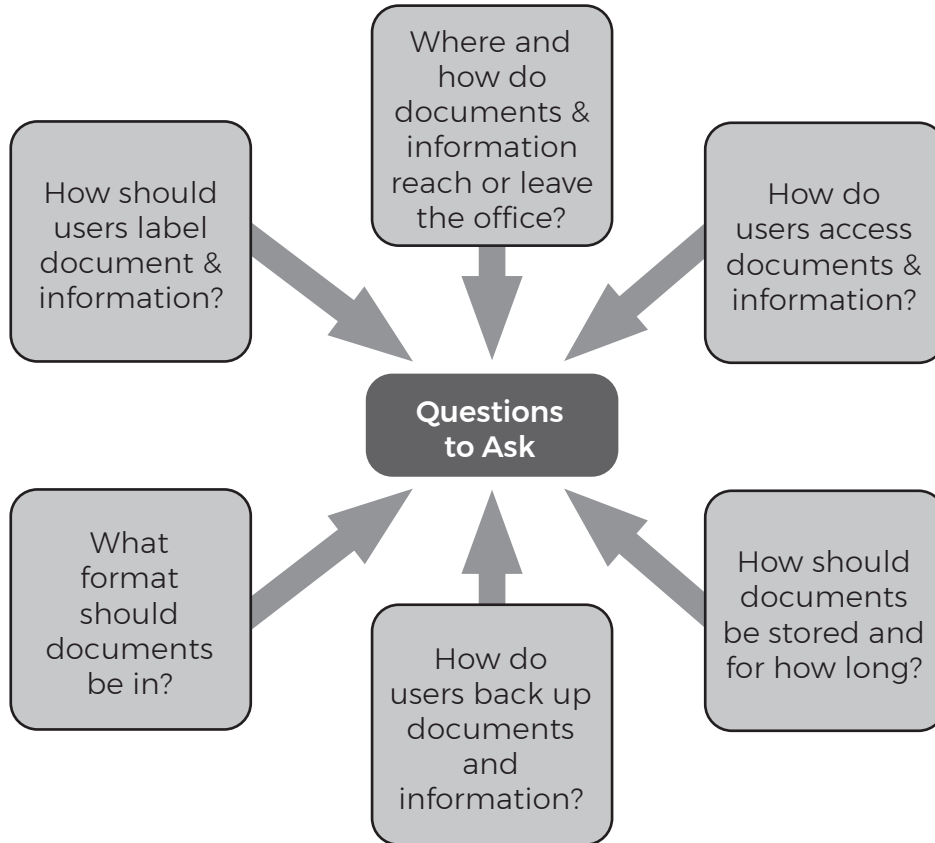 Where and
how do
documents &
information
reach or leave
the office?
How should
users label
document &
information?
How do
users access
documents &
information?
Questions
to Ask
What
format
should
documents
be in?
How do
users back up
documents
and
information?
How should
documents
be stored and
for how long?